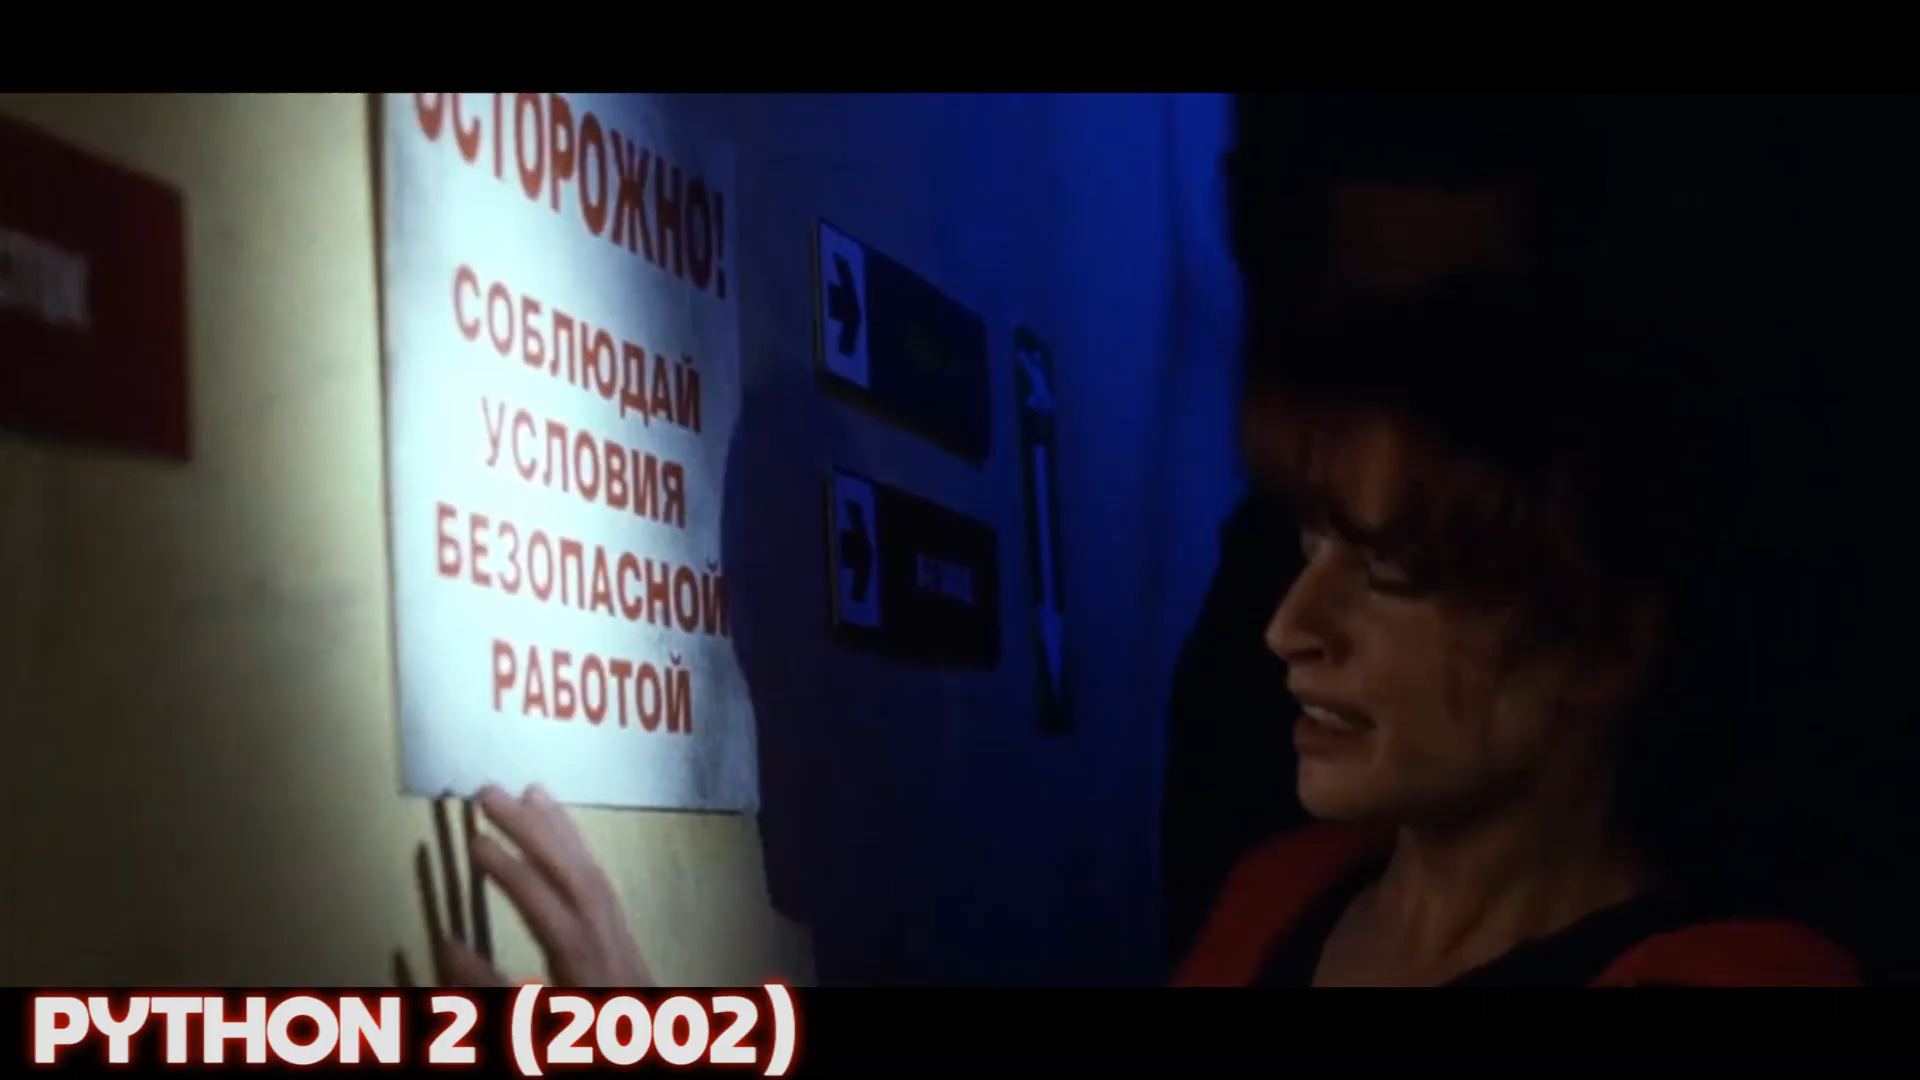 ОСТОРОЖНО!
СОБЛЮДАЙ
УСЛОВИЯ
БЕЗОПАСНОЙ
РАБОТОЙ
PYTHON 2 (2002)